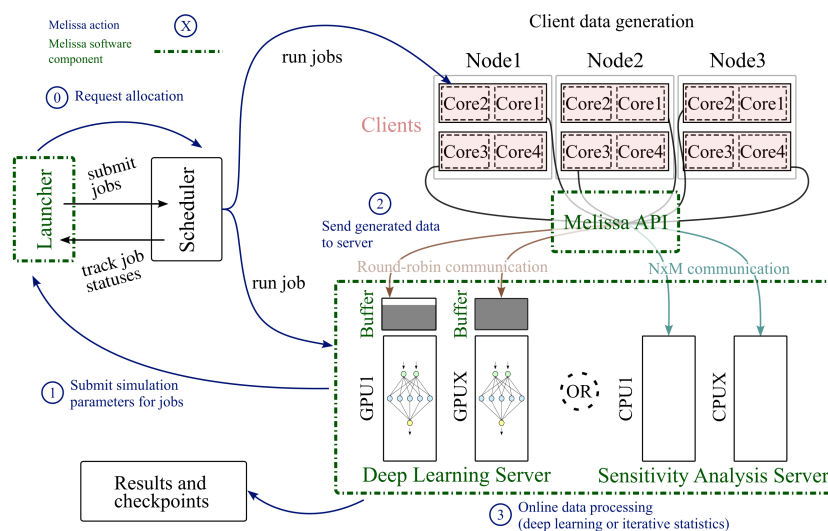 Melissa action
X
Melissa software
component
Client data generation
Node1
Node2
Node3
run jobs
0
Request allocation
Core2
Core1
Core2
Core1
Core2
Core1
Clients
Core3
Core4
Core3
Core4
Core3
Core4
Launcher
submit
jobs
Scheduler
track job
statuses
2
Send generated data
to server
Melissa API
Round-robin communication
NxM communication
run job
Buffer
Buffer
GPU1
GPUX
OR
CPU1
CPUX
1
Submit simulation
parameters for jobs
Deep Learning Server
Sensitivity Analysis Server
Results and
checkpoints
3
Online data processing
(deep learning or iterative statistics)